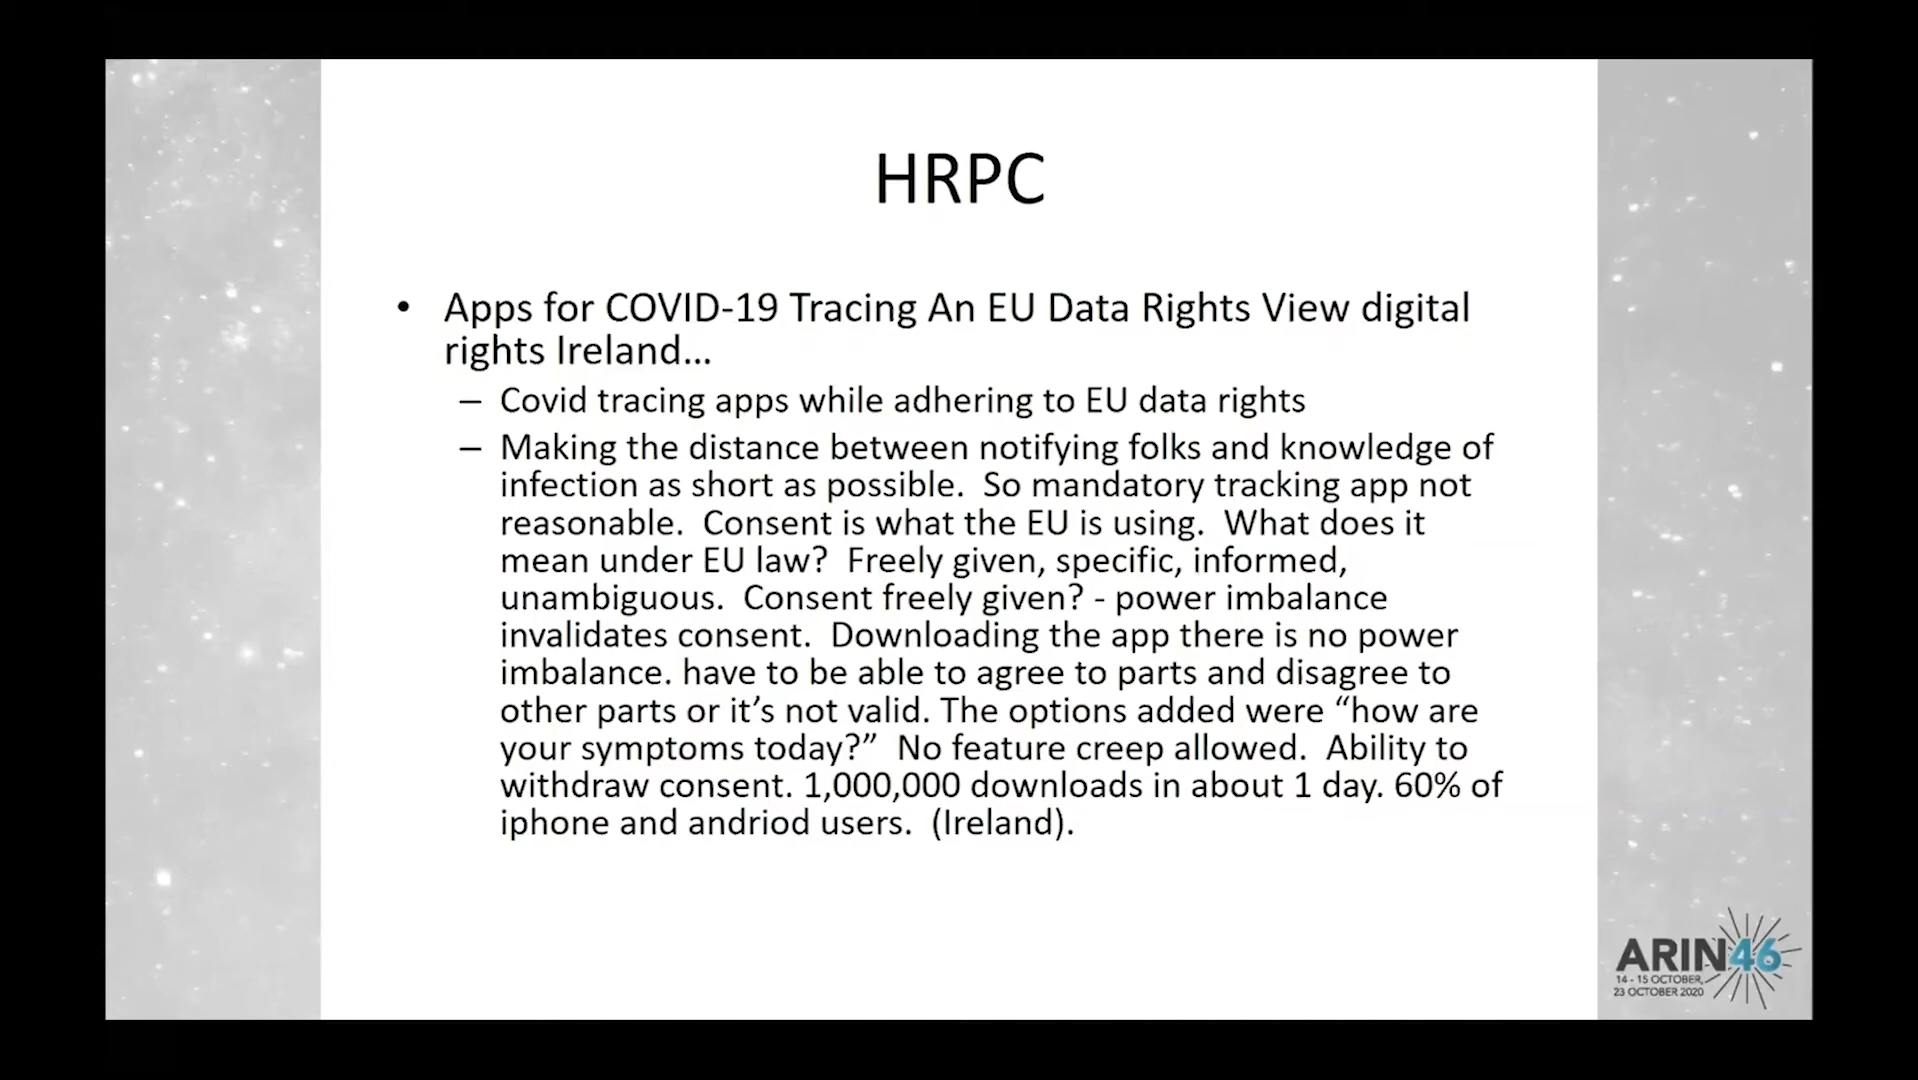 HRPC
• Apps for COVID-19 Tracing An EU Data Rights View digital
rights Ireland…
– Covid tracing apps while adhering to EU data rights
– Making the distance between notifying folks and knowledge of
infection as short as possible.  So mandatory tracking app not
reasonable.  Consent is what the EU is using.  What does it
mean under EU law?  Freely given, specific, informed,
unambiguous.  Consent freely given? - power imbalance
invalidates consent.  Downloading the app there is no power
imbalance. have to be able to agree to parts and disagree to
other parts or it’s not valid. The options added were “how are
your symptoms today?”  No feature creep allowed.  Ability to
withdraw consent. 1,000,000 downloads in about 1 day. 60% of
iphone and andriod users.  (Ireland).
ARIN46
14 - 15 OCTOBER,
23 OCTOBER 2020